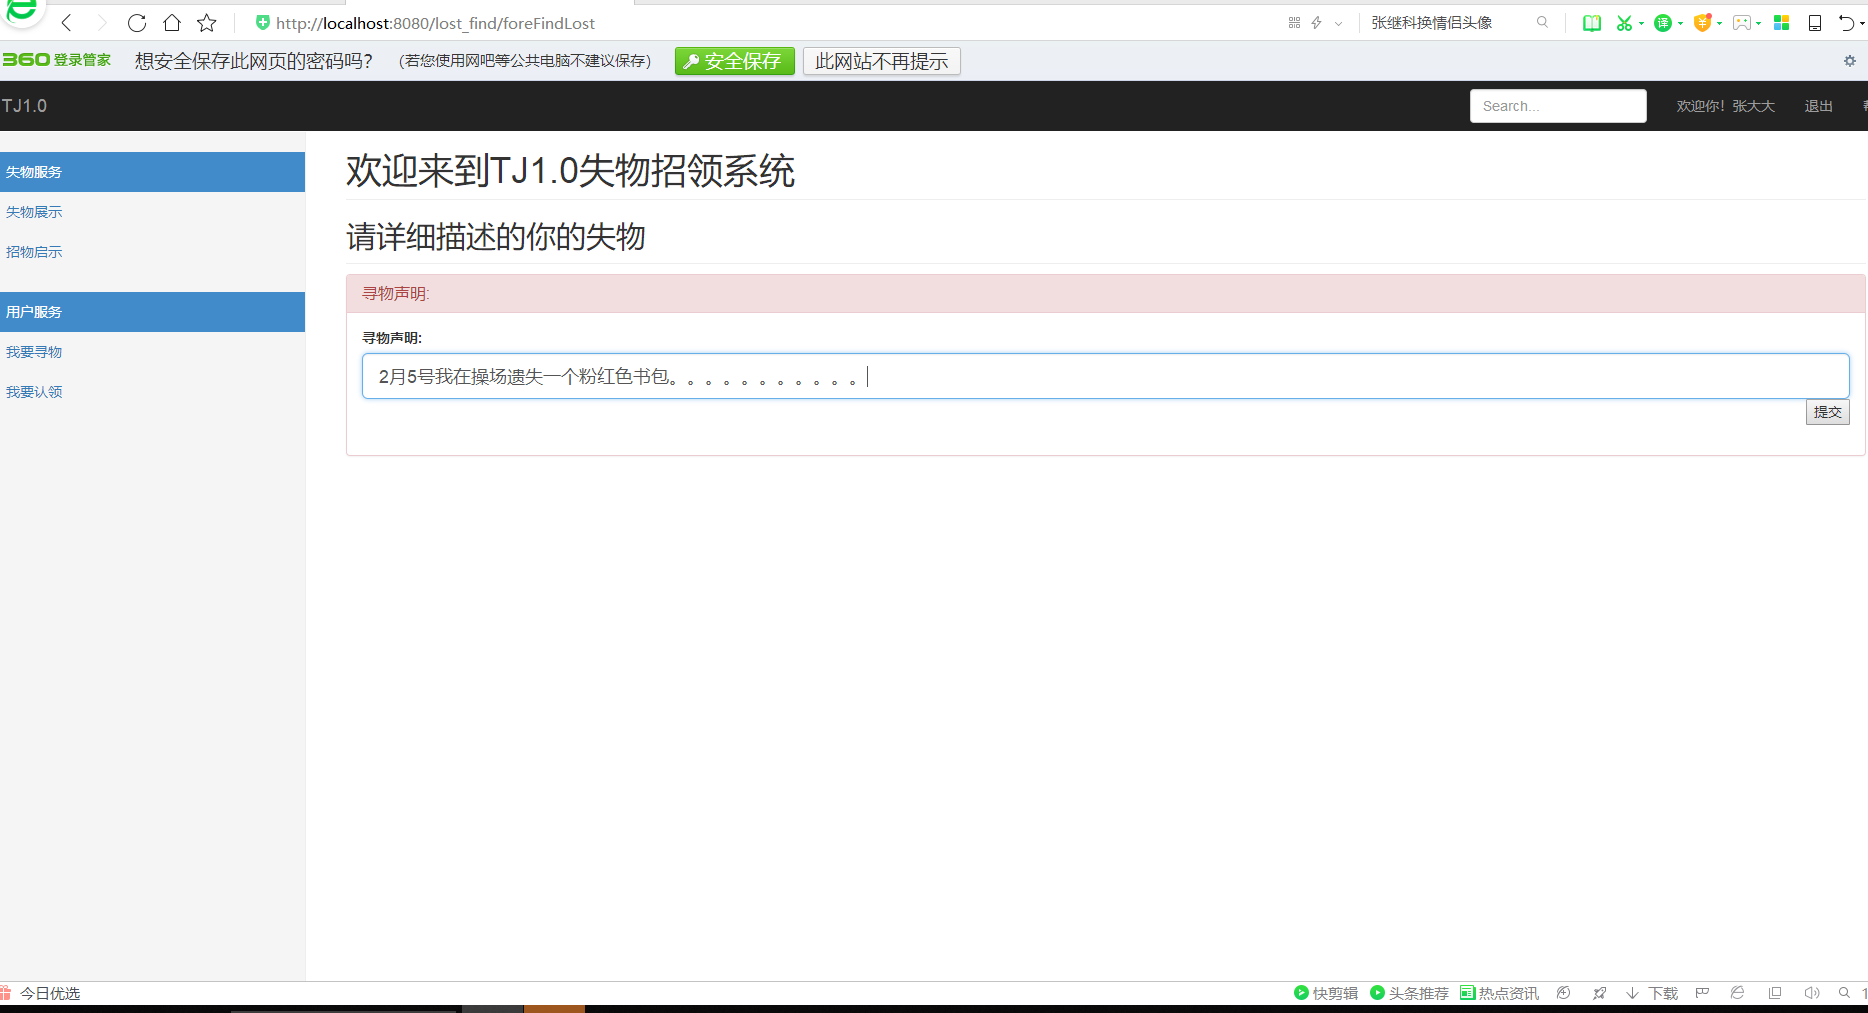 http://localhost:8080/lost_find/foreFindLost
张继科换情侣头像
译
360登录管家 想安全保存此网页的密码吗? (若您使用网吧等公共电脑不建议保存) 安全保存 此网站不再提示
TJ1.0 Search... 欢迎你! 张大大 退出
失物服务
失物展示
招物启示
用户服务
我要寻物
我要认领
欢迎来到TJ1.0失物招领系统
请详细描述的你的失物
寻物声明:
寻物声明:
2月5号我在操场遗失一个粉红色书包。。。。。。。。。。。
提交
今日优选 快剪辑 头条推荐 热点资讯 下载